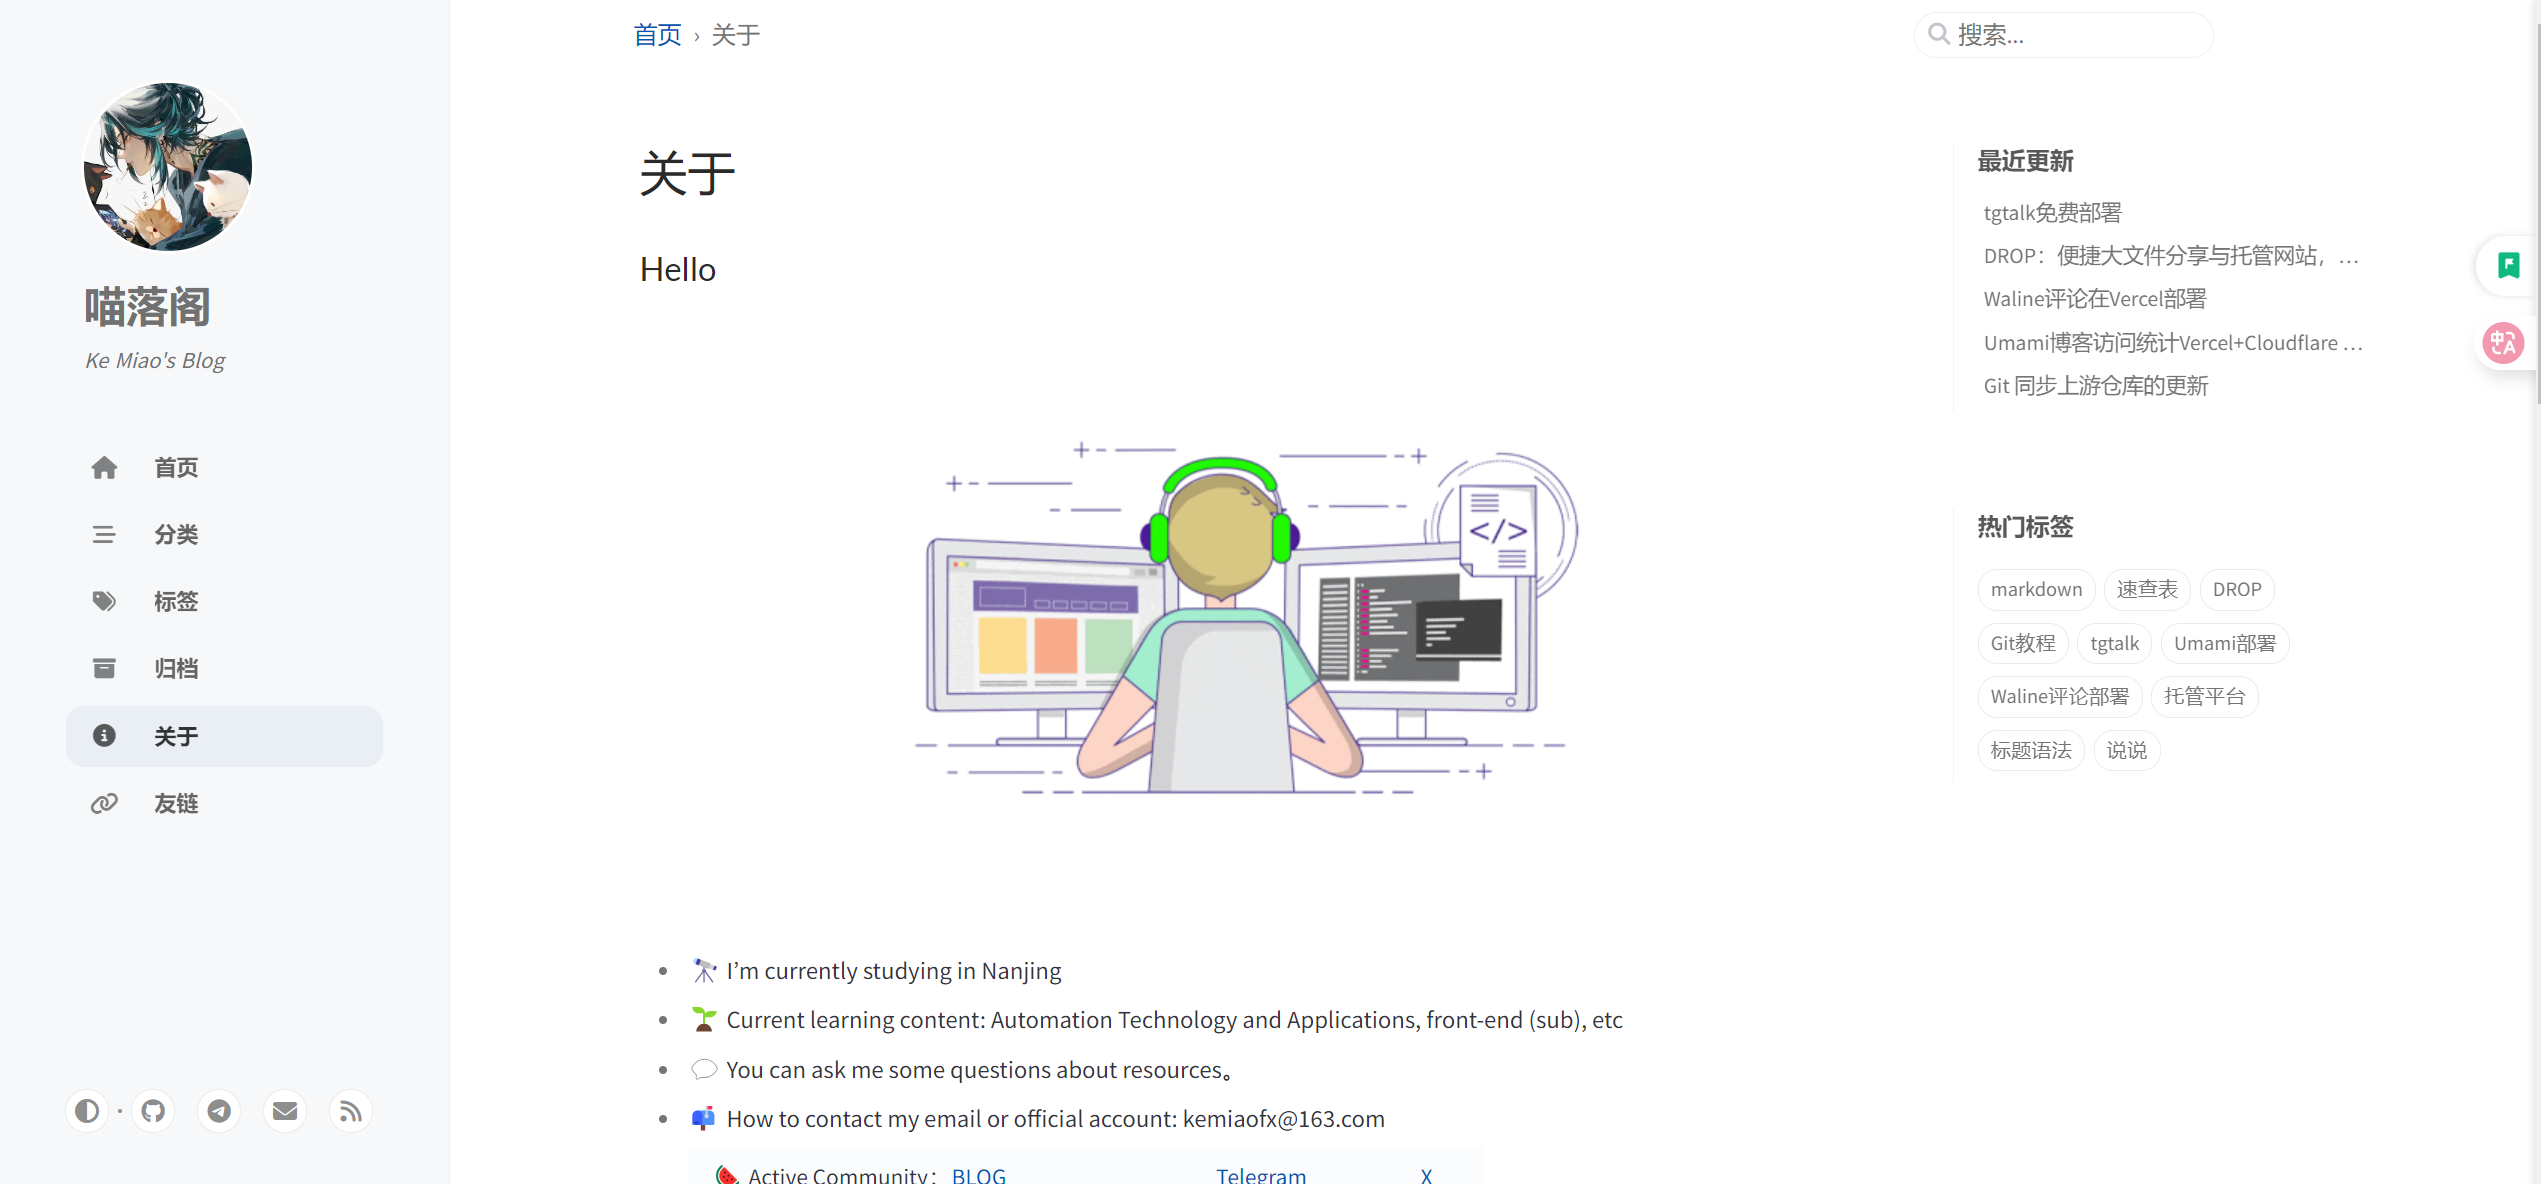 喵落阁
Ke Miao's Blog
首页
分类
标签
归档
关于
友链
首页 › 关于
搜索...
关于
Hello
</>
I’m currently studying in Nanjing
Current learning content: Automation Technology and Applications, front-end (sub), etc
You can ask me some questions about resources。
How to contact my email or official account: kemiaofx@163.com
Active Community： BLOG Telegram X
最近更新
tgtalk免费部署
DROP：便捷大文件分享与托管网站，…
Waline评论在Vercel部署
Umami博客访问统计Vercel+Cloudflare …
Git 同步上游仓库的更新
热门标签
markdown 速查表 DROP
Git教程 tgtalk Umami部署
Waline评论部署 托管平台
标题语法 说说
中A